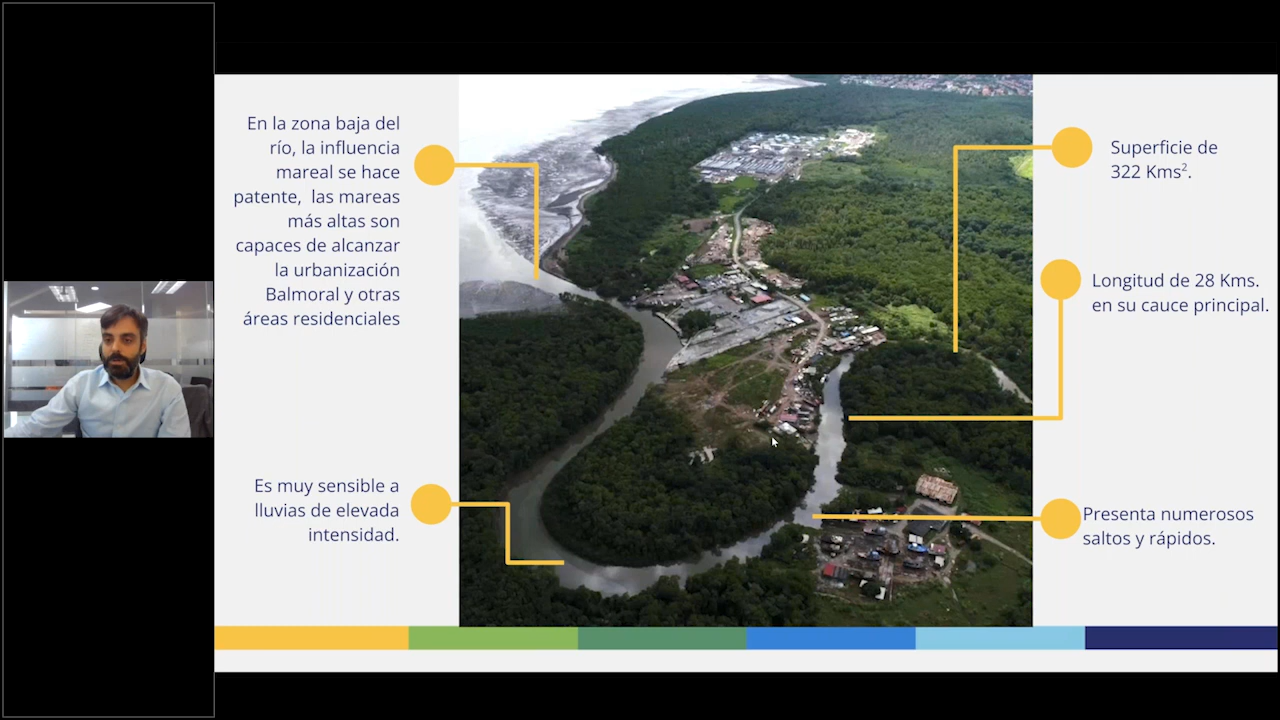 En la zona baja del
río, la influencia
mareal se hace
patente, las mareas
más altas son
capaces de alcanzar
la urbanización
Balmoral y otras
áreas residenciales
Es muy sensible a
lluvias de elevada
intensidad.
Superficie de
322 Kms².
Longitud de 28 Kms.
en su cauce principal.
Presenta numerosos
saltos y rápidos.